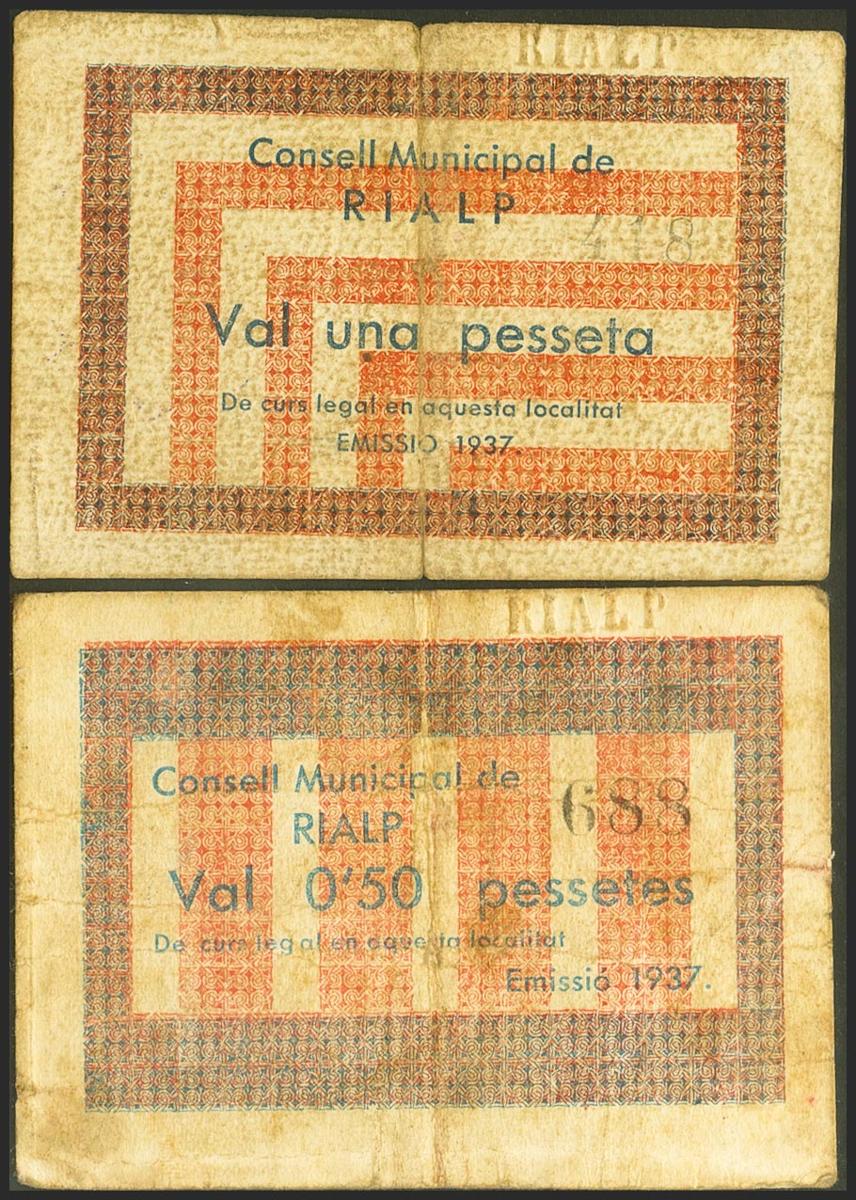 RIALP
Consell Municipal de
RIALP
418
Val una pesseta
De curs legal en aquesta localitat
EMISSIÓ 1937.
RIALP
Consell Municipal de
RIALP
688
Val 0'50 pessetes
De curs legal en aquesta localitat
Emissió 1937.